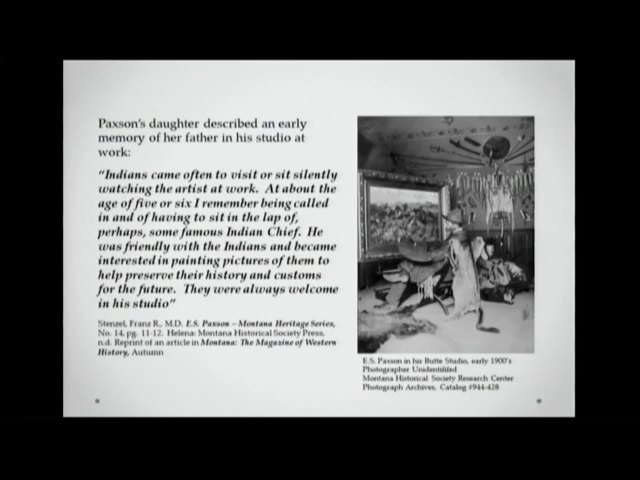 Paxson's daughter described an early
memory of her father in his studio at
work:
"Indians came often to visit or sit silently
watching the artist at work. At about the
age of five or six I remember being called
in and of having to sit in the lap of,
perhaps, some famous Indian Chief. He
was friendly with the Indians and became
interested in painting pictures of them to
help preserve their history and customs
for the future. They were always welcome
in his studio"
Stenzel, Franz R., M.D. E.S. Paxson – Montana Heritage Series,
No. 14, pg. 11-12. Helena: Montana Historical Society Press,
n.d. Reprint of an article in Montana: The Magazine of Western
History, Autumn
E.S. Paxson in his Butte Studio, early 1900's
Photographer Unidentified
Montana Historical Society Research Center
Photograph Archives, Catalog #944-428